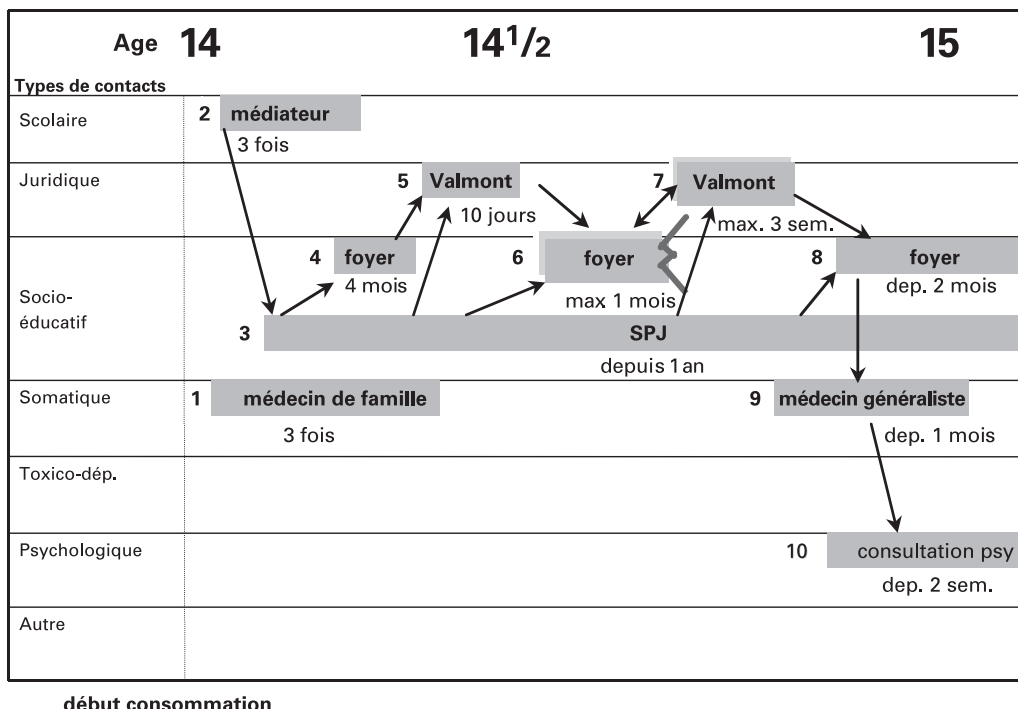 Age 14 14 1/2 15
Types de contacts
Scolaire
2 médiateur
3 fois
Juridique
5 Valmont
10 jours
7 Valmont
max. 3 sem.
Socio-
éducatif
4 foyer
4 mois
6 foyer
max. 1 mois
8 foyer
dep. 2 mois
3 SPJ
depuis 1 an
Somatique
1 médecin de famille
3 fois
9 médecin généraliste
dep. 1 mois
Toxico-dép.
Psychologique
10 consultation psy
dep. 2 sem.
Autre
début consommation